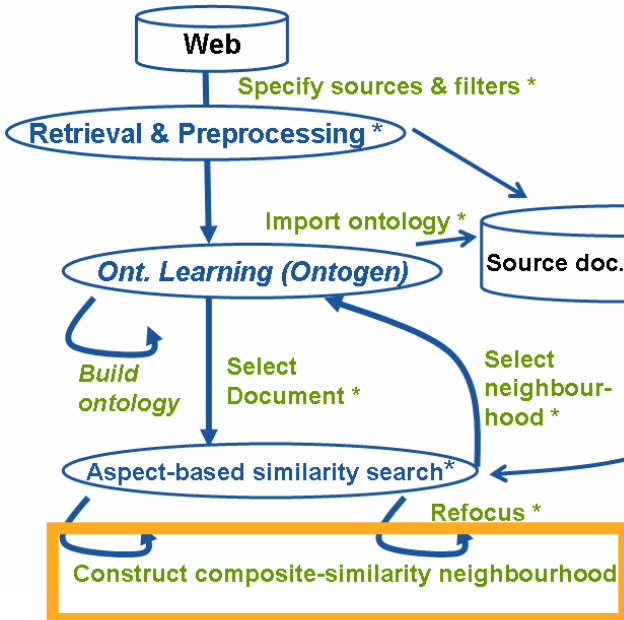 Web
Specify sources & filters *
Retrieval & Preprocessing *
Import ontology *
Source doc.
Ont. Learning (Ontogen)
Build
ontology
Select
Document *
Select
neighbour-
hood *
Aspect-based similarity search*
Refocus *
Construct composite-similarity neighbourhood